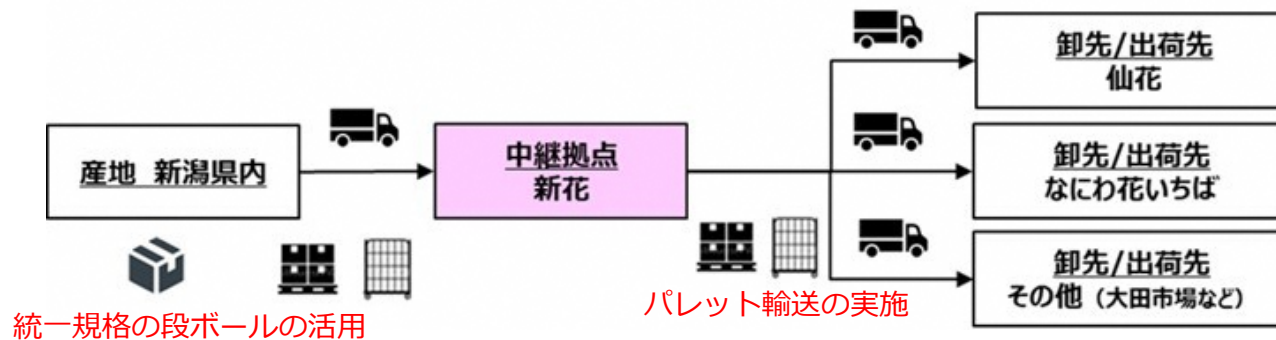 産地 新潟県内
統一規格の段ボールの活用
中継拠点
新花
パレット輸送の実施
卸先/出荷先
仙花
卸先/出荷先
なにわ花いちば
卸先/出荷先
その他（大田市場など）